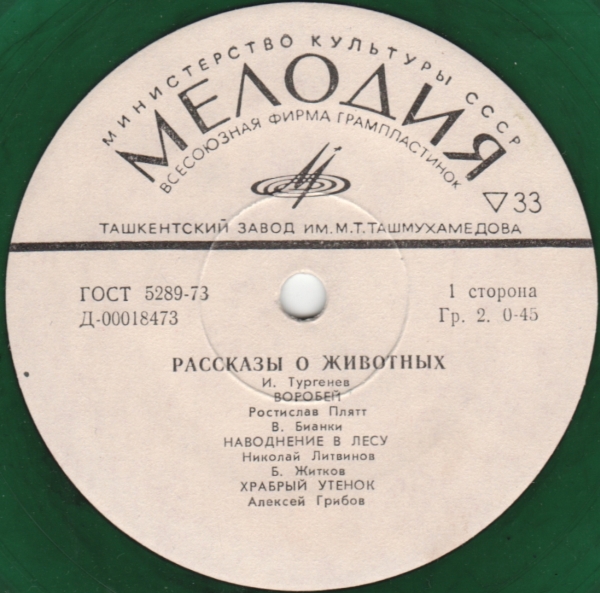 МИНИСТЕРСТВО КУЛЬТУРЫ СССР
МЕЛОДИЯ
ВСЕСОЮЗНАЯ ФИРМА ГРАМПЛАСТИНОК
▽33
ТАШКЕНТСКИЙ ЗАВОД ИМ. М.Т.ТАШМУХАМЕДОВА
ГОСТ 5289-73
Д-00018473
1 сторона
Гр. 2. 0-45
РАССКАЗЫ О ЖИВОТНЫХ
И. Тургенев
ВОРОБЕЙ
Ростислав Плятт
В. Бианки
НАВОДНЕНИЕ В ЛЕСУ
Николай Литвинов
Б. Житков
ХРАБРЫЙ УТЕНОК
Алексей Грибов